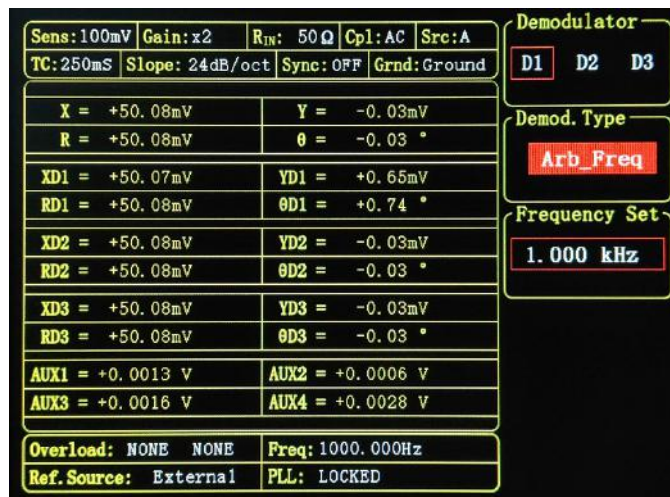 Sens:100mV Gain:x2 RIN: 50Ω Cpl:AC Src:A
TC:250mS Slope: 24dB/oct Sync:OFF Grnd:Ground
X = +50.08mV Y = -0.03mV
R = +50.08mV θ = -0.03 °
XD1 = +50.07mV YD1 = +0.65mV
RD1 = +50.08mV θD1 = +0.74 °
XD2 = +50.08mV YD2 = -0.03mV
RD2 = +50.08mV θD2 = -0.03 °
XD3 = +50.08mV YD3 = -0.03mV
RD3 = +50.08mV θD3 = -0.03 °
AUX1 = +0.0013 V AUX2 = +0.0006 V
AUX3 = +0.0016 V AUX4 = +0.0028 V
Overload: NONE NONE Freq:1000.000Hz
Ref.Source: External PLL: LOCKED
Demodulator
D1 D2 D3
Demod.Type
Arb_Freq
Frequency Set
1.000 kHz